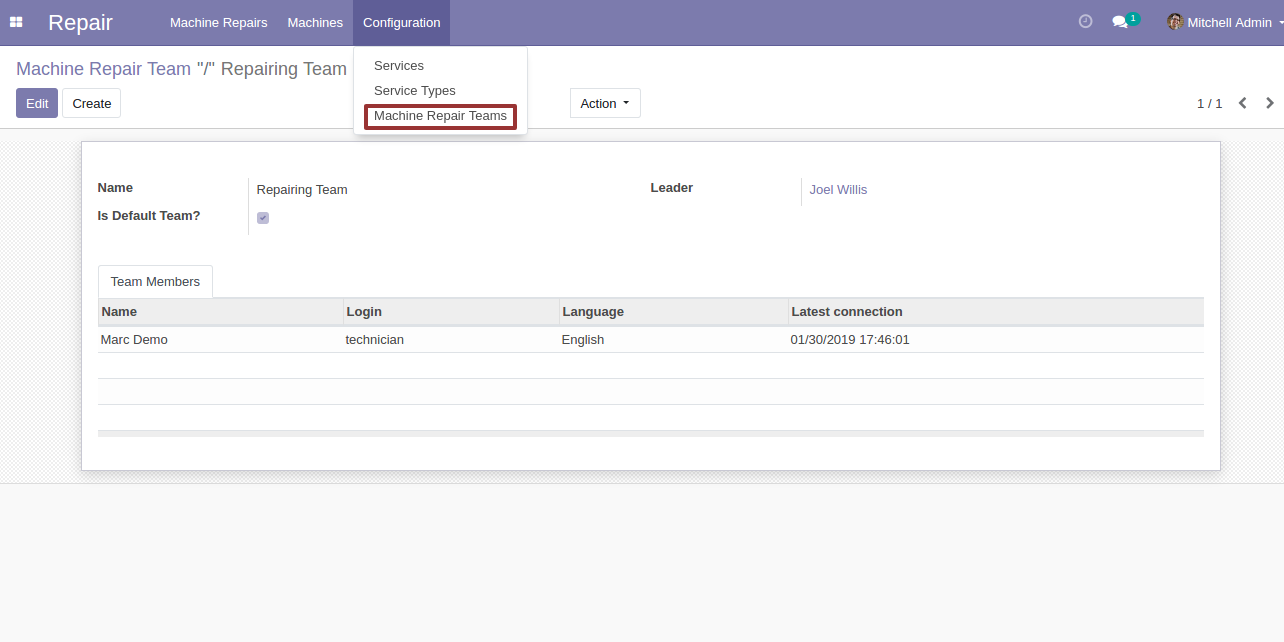 Repair Machine Repairs Machines Configuration 1 Mitchell Admin
Machine Repair Team "/" Repairing Team
Services
Service Types
Machine Repair Teams
Edit Create Action 1 / 1
Name Repairing Team Leader Joel Willis
Is Default Team?
Team Members
Name Login Language Latest connection
Marc Demo technician English 01/30/2019 17:46:01